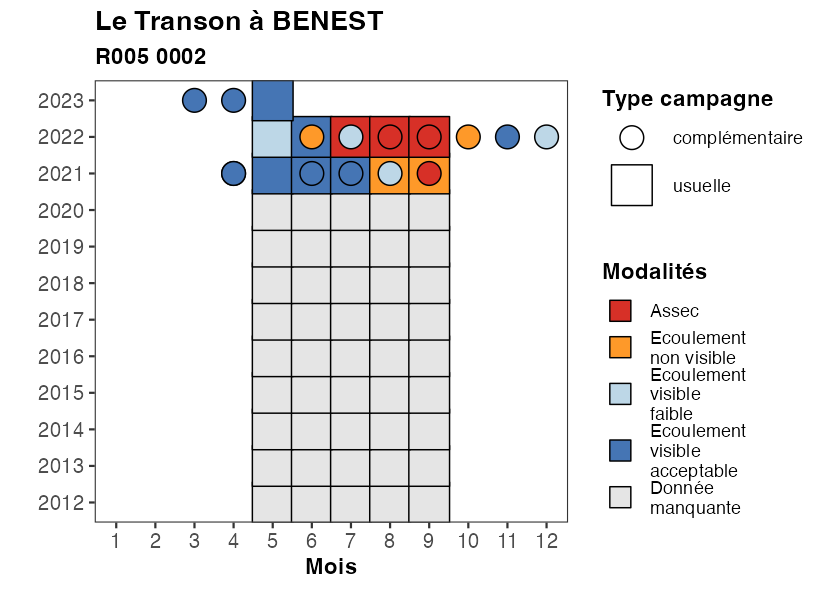 Le Transon à BENEST
R005 0002
2023
2022
2021
2020
2019
2018
2017
2016
2015
2014
2013
2012
1 2 3 4 5 6 7 8 9 10 11 12
Mois
Type campagne
complémentaire
usuelle
Modalités
Assec
Ecoulement
non visible
Ecoulement
visible
faible
Ecoulement
visible
acceptable
Donnée
manquante